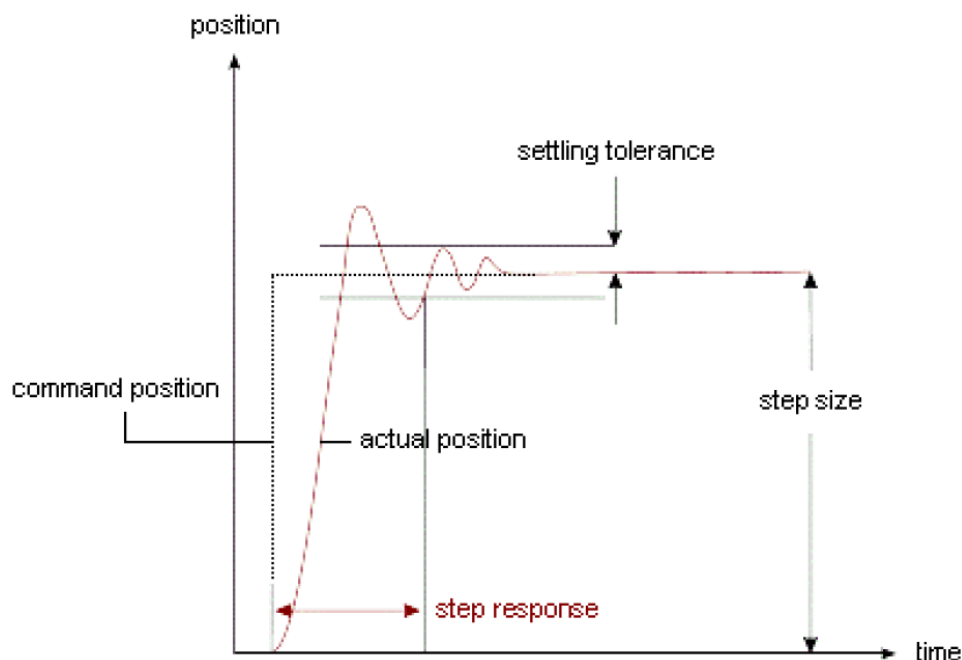 position
settling tolerance
command position
step size
actual position
step response
time